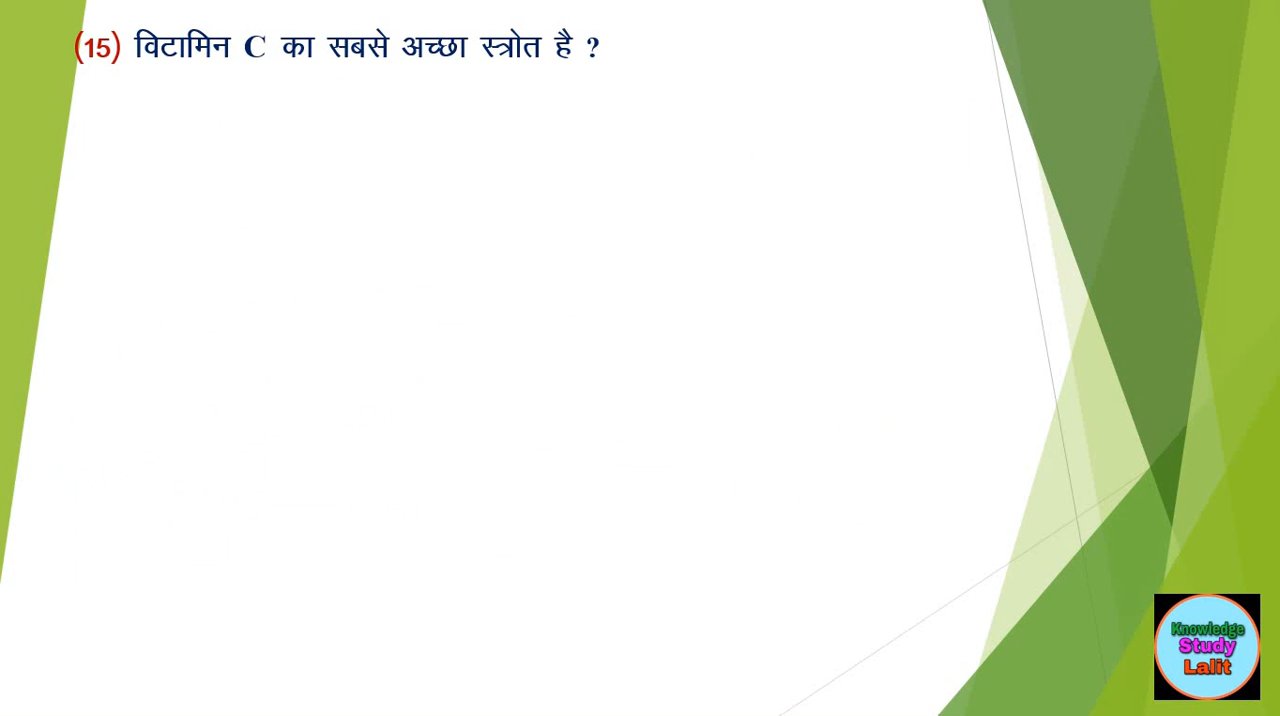 (15) विटामिन C का सबसे अच्छा स्त्रोत है ?
Knowledge
Study
Lalit